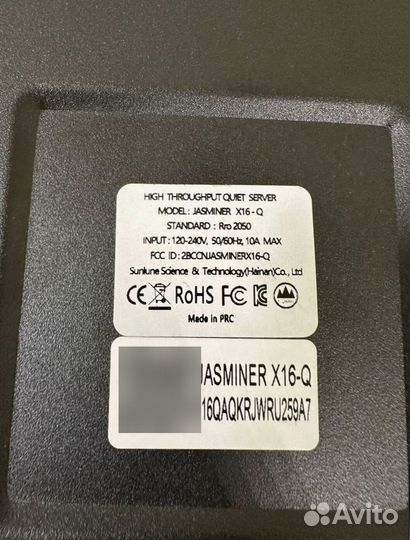 HIGH THROUGHPUT QUIET SERVER
MODEL: JASMINER X16-Q
STANDARD: Rro 2050
INPUT: 120-240V, 50/60Hz, 10A MAX
FCC ID: 2BCCNJASMINERX16-Q
Sunlune Science & Technology(Hainan)Co., Ltd
CE RoHS FC
Made in PRC
JASMINER X16-Q
16QAQKRJWRU259A7
Avito